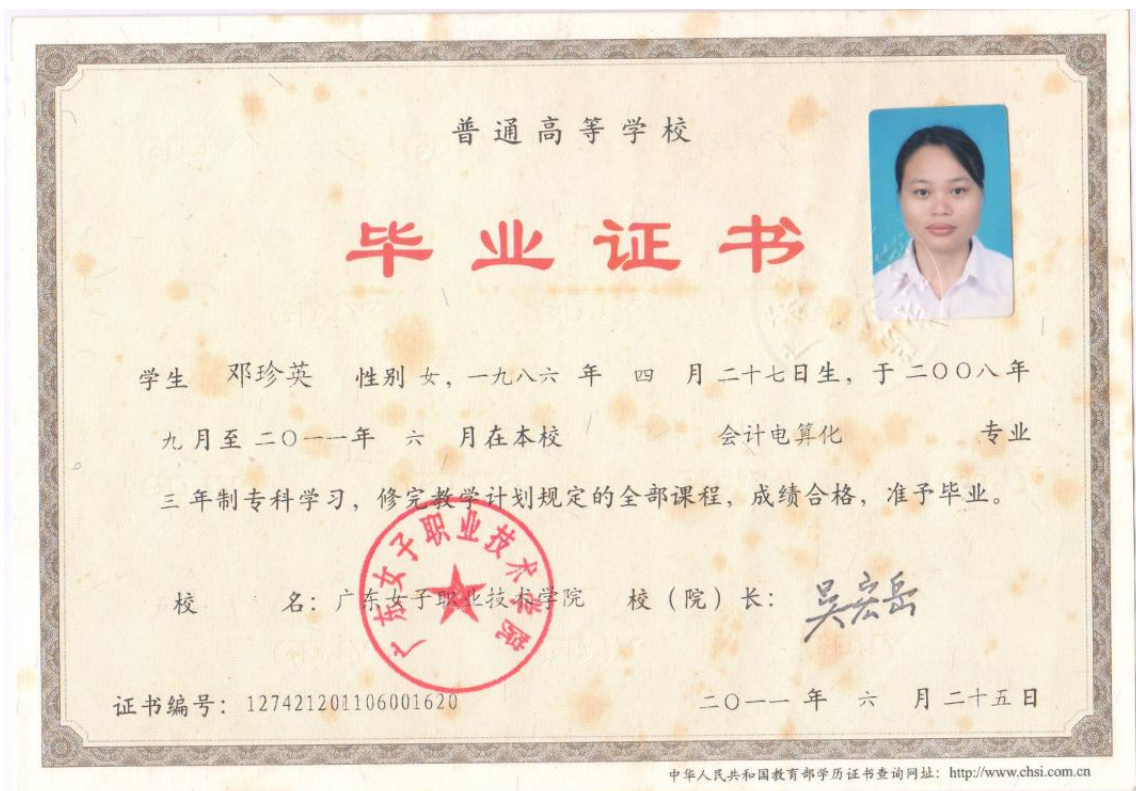 普通高等学校
毕业证书
学生 邓珍英 性别 女，一九八六 年 四 月 二十七日生，于 二〇〇八年
九 月至 二〇一一年 六 月在本校 会计电算化 专业
三 年制专科学习，修完教学计划规定的全部课程，成绩合格，准予毕业。
广东女子职业技术学院
校 名：广东女子职业技术学院 校（院）长：吴宏岳
证书编号：127421201106001620 二〇一一 年 六 月 二十五 日
中华人民共和国教育部学历证书查询网址：http://www.chsi.com.cn